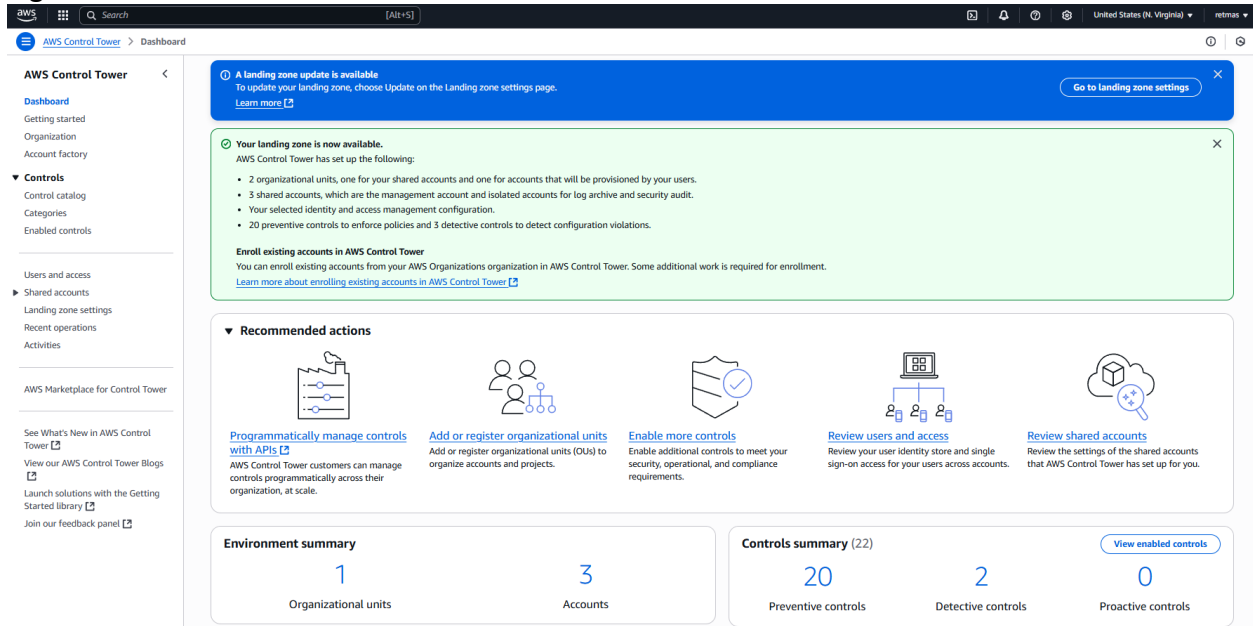 aws
Search
[Alt+S]
United States (N. Virginia)
retmas
AWS Control Tower > Dashboard
AWS Control Tower
Dashboard
Getting started
Organization
Account factory
Controls
Control catalog
Categories
Enabled controls
Users and access
Shared accounts
Landing zone settings
Recent operations
Activities
AWS Marketplace for Control Tower
See What's New in AWS Control
Tower
View our AWS Control Tower Blogs
Launch solutions with the Getting
Started library
Join our feedback panel
A landing zone update is available
To update your landing zone, choose Update on the Landing zone settings page.
Learn more
Go to landing zone settings
Your landing zone is now available.
AWS Control Tower has set up the following:
• 2 organizational units, one for your shared accounts and one for accounts that will be provisioned by your users.
• 3 shared accounts, which are the management account and isolated accounts for log archive and security audit.
• Your selected identity and access management configuration.
• 20 preventive controls to enforce policies and 3 detective controls to detect configuration violations.
Enroll existing accounts in AWS Control Tower
You can enroll existing accounts from your AWS Organizations organization in AWS Control Tower. Some additional work is required for enrollment.
Learn more about enrolling existing accounts in AWS Control Tower
Recommended actions
Programmatically manage controls
with APIs
AWS Control Tower customers can manage
controls programmatically across their
organization, at scale.
Add or register organizational units
Add or register organizational units (OUs) to
organize accounts and projects.
Enable more controls
Enable additional controls to meet your
security, operational, and compliance
requirements.
Review users and access
Review your user identity store and single
sign-on access for your users across accounts.
Review shared accounts
Review the settings of the shared accounts
that AWS Control Tower has set up for you.
Environment summary
1
Organizational units
3
Accounts
Controls summary (22)
View enabled controls
20
Preventive controls
2
Detective controls
0
Proactive controls